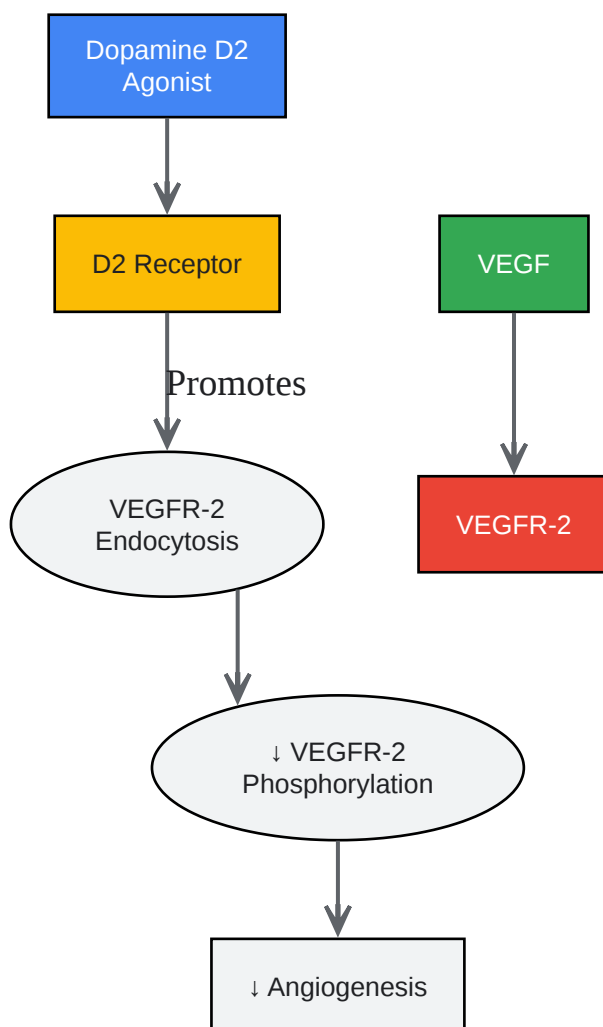 Dopamine D2
Agonist
D2 Receptor
VEGF
Promotes
VEGFR-2
Endocytosis
VEGFR-2
↓ VEGFR-2
Phosphorylation
↓ Angiogenesis